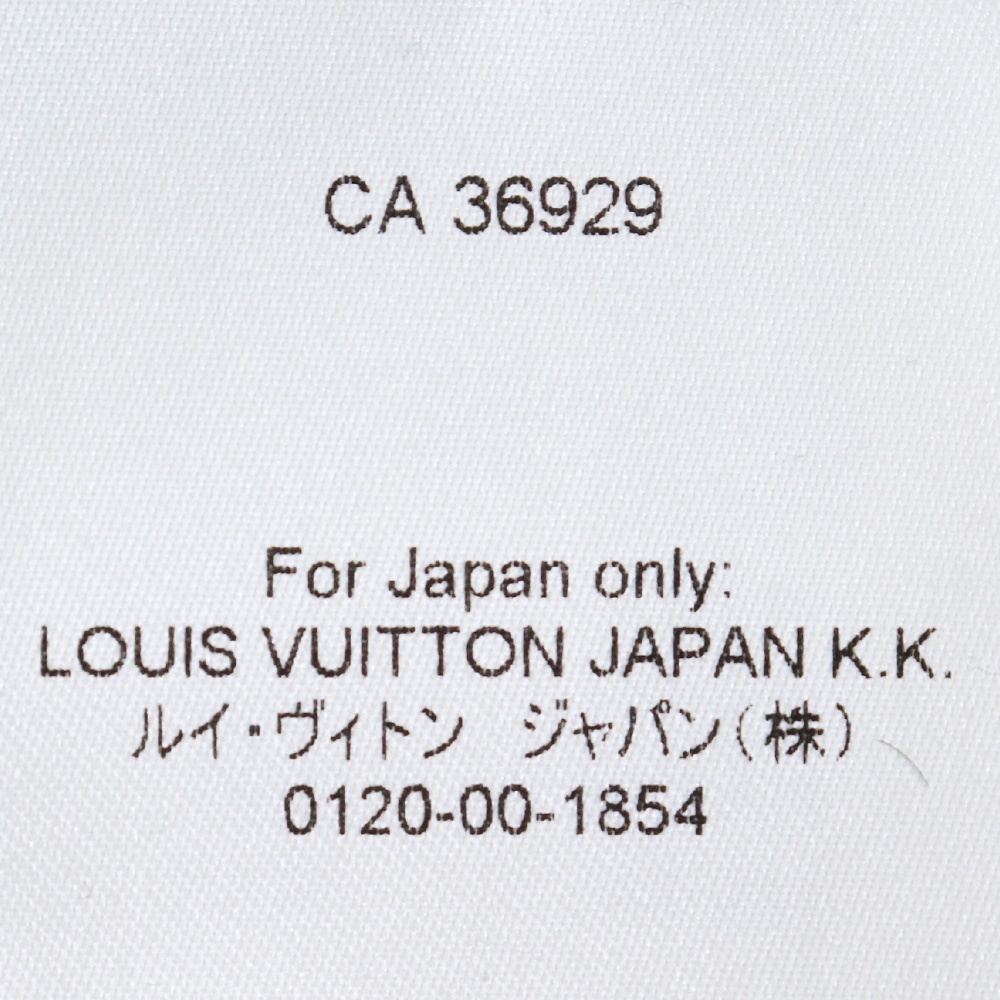 CA 36929
For Japan only:
LOUIS VUITTON JAPAN K.K.
ルイ・ヴィトン　ジャパン(株)
0120-00-1854